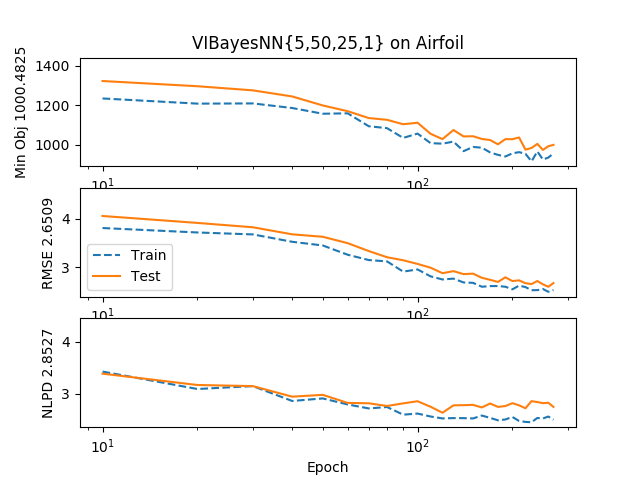 VIBayesNN{5,50,25,1} on Airfoil
Min Obj 1000.4825
1400
1200
1000
10¹
10²
RMSE 2.6509
4
3
Train
Test
10¹
10²
NLPD 2.8527
4
3
10¹
10²
Epoch